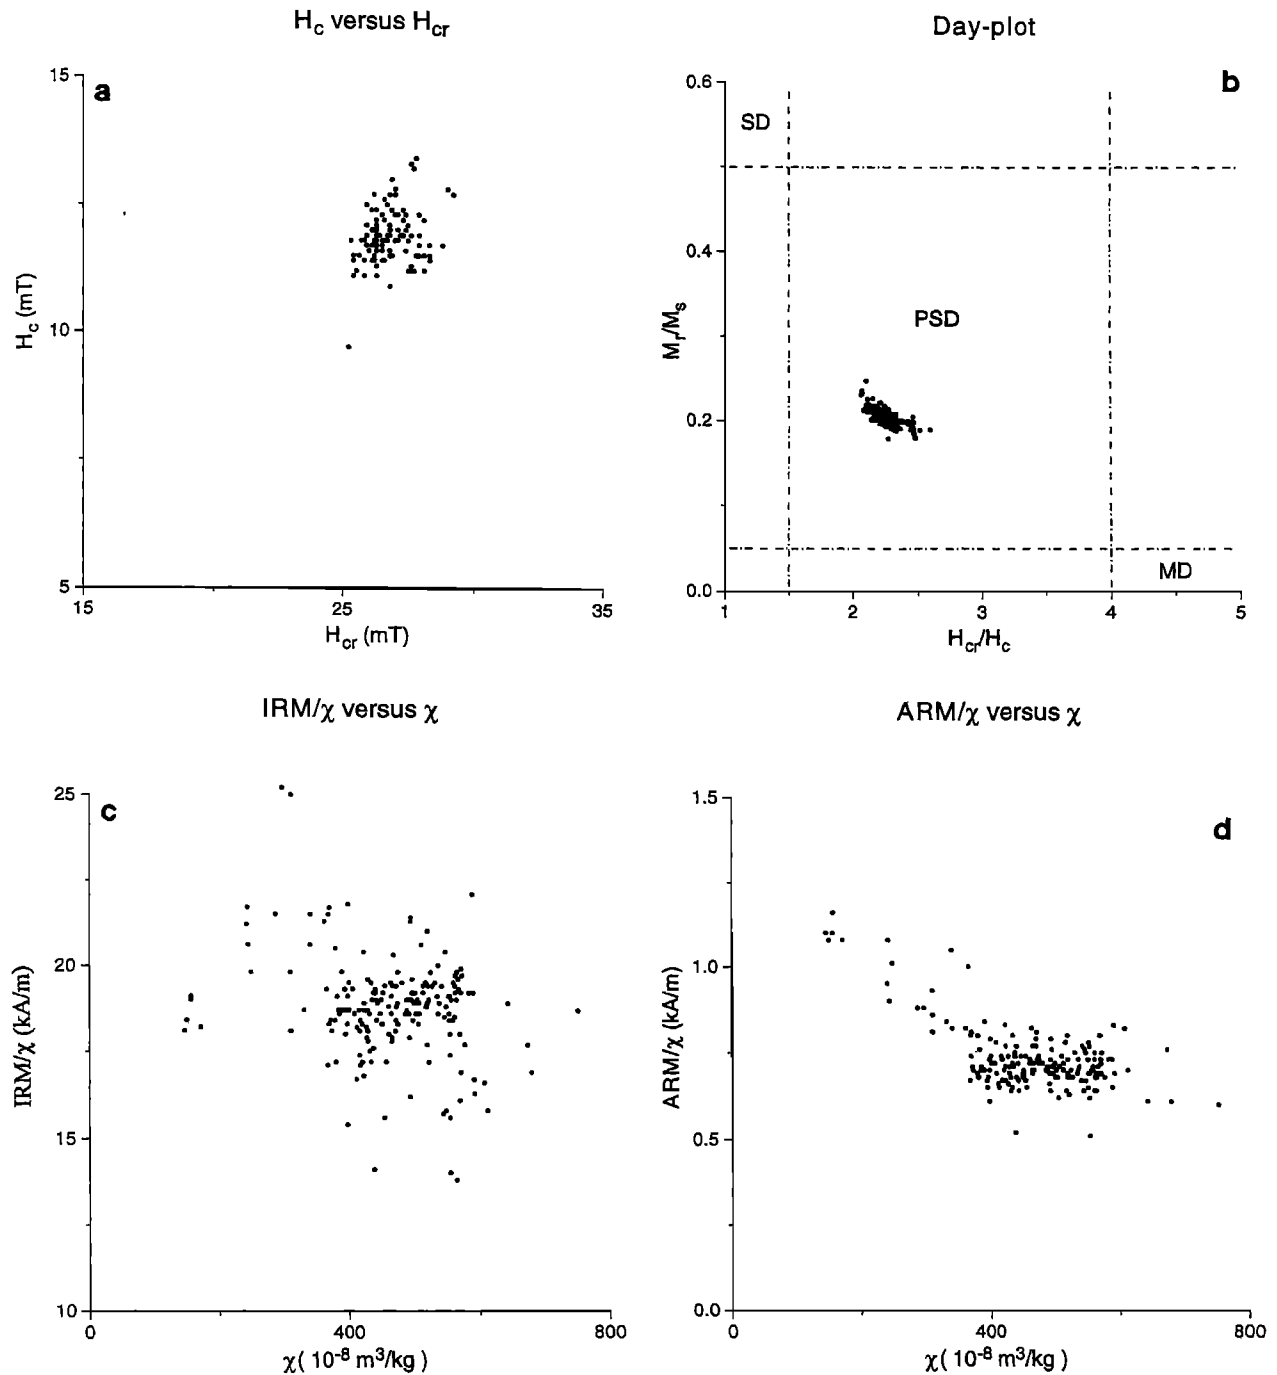 H_c versus H_cr
a
15
10
5
15
25
35
H_c (mT)
H_cr (mT)
Day-plot
b
0.6
0.4
0.2
0.0
SD
PSD
MD
1
2
3
4
5
M_r/M_s
H_cr/H_c
IRM/χ versus χ
c
25
20
15
10
0
400
800
IRM/χ (kA/m)
χ( 10^-8 m^3/kg)
ARM/χ versus χ
d
1.5
1.0
0.5
0.0
0
400
800
ARM/χ (kA/m)
χ( 10^-8 m^3/kg)